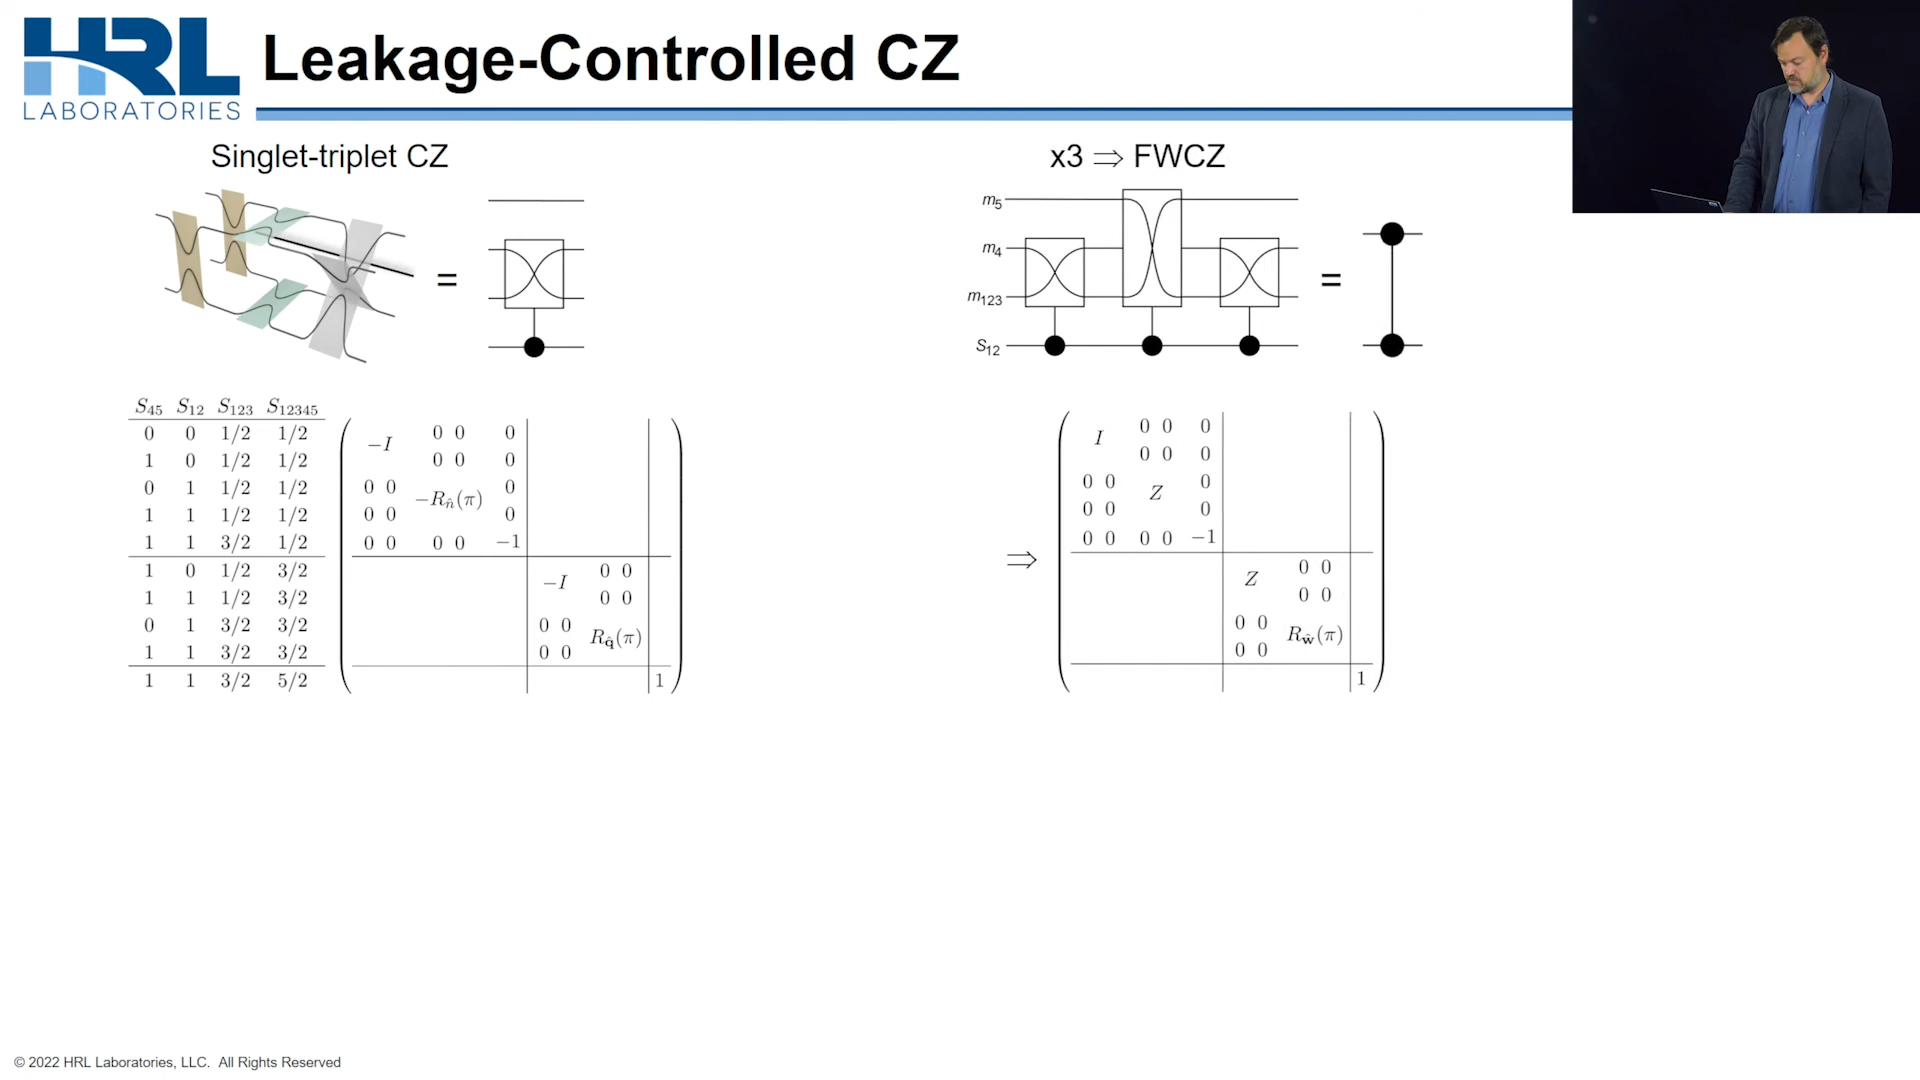 HRL
LABORATORIES
Leakage-Controlled CZ
Singlet-triplet CZ
=
x3 ⇒ FWCZ
m₅
m₄
m₁₂₃
S₁₂
=
S₄₅ S₁₂ S₁₂₃ S₁₂₃₄₅
0 0 1/2 1/2
1 0 1/2 1/2
0 1 1/2 1/2
1 1 1/2 1/2
1 1 3/2 1/2
1 0 1/2 3/2
1 1 1/2 3/2
0 1 3/2 3/2
1 1 3/2 3/2
1 1 3/2 5/2
−I 0 0 0
0 0 0
0 0 −Rn̂(π) 0
0 0 0
0 0 0 0 −1
−I 0 0
0 0
0 0 Rq̂(π)
0 0
1
⇒
I 0 0 0
0 0 0
0 0 Z 0
0 0 0
0 0 0 0 −1
Z 0 0
0 0
0 0 Rŵ(π)
0 0
1
© 2022 HRL Laboratories, LLC. All Rights Reserved